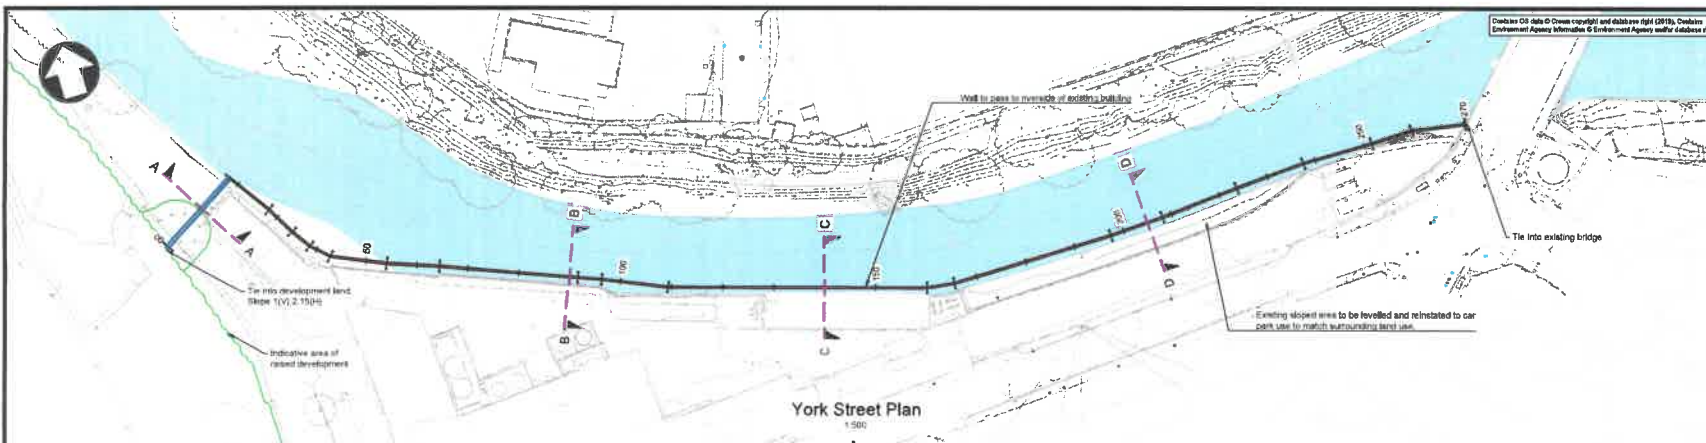 Contains OS data © Crown copyright and database right (2019), Contains
Environment Agency information © Environment Agency and/or database
Wall to pass to riverside of existing building
A
A
B
B
C
C
D
D
00
50
100
150
200
250
270
Tie into development land,
Slope 1(V):2.15(H)
Indicative area of
raised development
Tie into existing bridge
Existing sloped area to be levelled and reinstated to car
park use to match surrounding land use.
York Street Plan
1:500